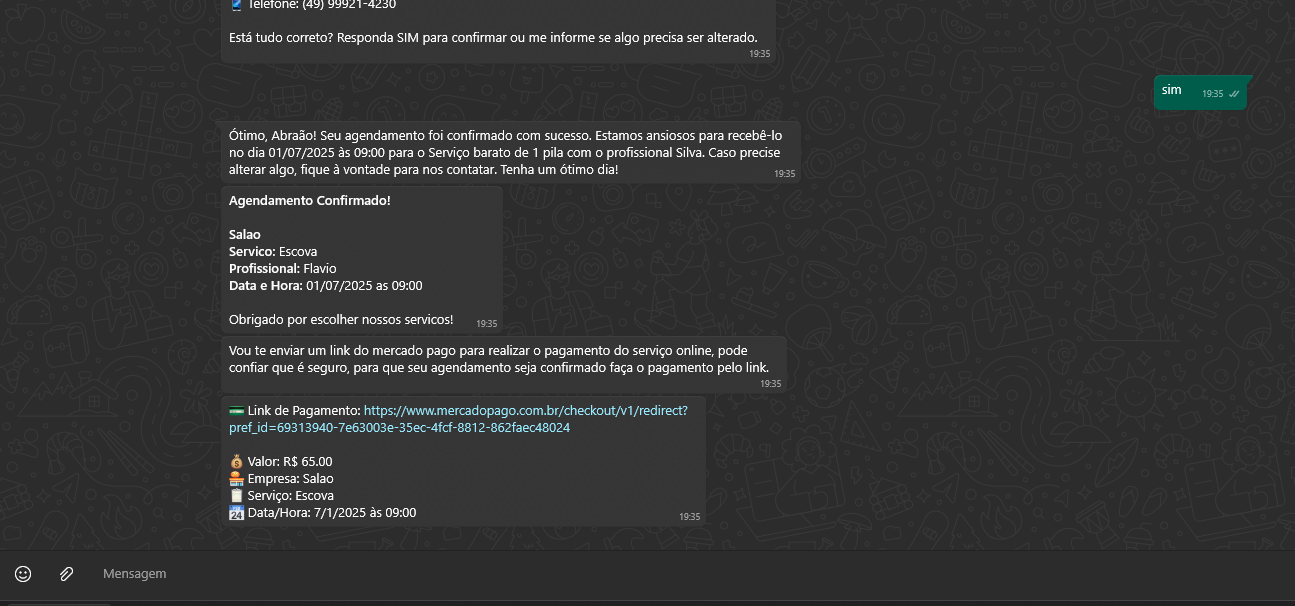 Telefone: (49) 99921-4230
Está tudo correto? Responda SIM para confirmar ou me informe se algo precisa ser alterado.
19:35
sim
19:35
Ótimo, Abraão! Seu agendamento foi confirmado com sucesso. Estamos ansiosos para recebê-lo
no dia 01/07/2025 às 09:00 para o Serviço barato de 1 pila com o profissional Silva. Caso precise
alterar algo, fique à vontade para nos contatar. Tenha um ótimo dia!
19:35
Agendamento Confirmado!
Salao
Servico: Escova
Profissional: Flavio
Data e Hora: 01/07/2025 as 09:00
Obrigado por escolher nossos servicos!
19:35
Vou te enviar um link do mercado pago para realizar o pagamento do serviço online, pode
confiar que é seguro, para que seu agendamento seja confirmado faça o pagamento pelo link.
19:35
Link de Pagamento: https://www.mercadopago.com.br/checkout/v1/redirect?
pref_id=69313940-7e63003e-35ec-4fcf-8812-862faec48024
Valor: R$ 65.00
Empresa: Salao
Serviço: Escova
24 Data/Hora: 7/1/2025 às 09:00
19:35
Mensagem